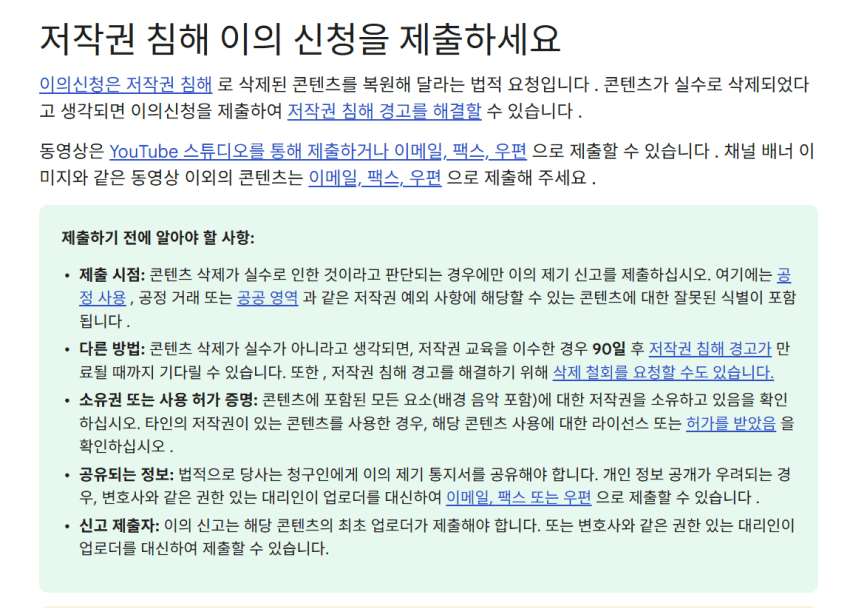 저작권 침해 이의 신청을 제출하세요
이의신청은 저작권 침해 로 삭제된 콘텐츠를 복원해 달라는 법적 요청입니다 . 콘텐츠가 실수로 삭제되었다
고 생각되면 이의신청을 제출하여 저작권 침해 경고를 해결할 수 있습니다 .
동영상은 YouTube 스튜디오를 통해 제출하거나 이메일, 팩스, 우편 으로 제출할 수 있습니다 . 채널 배너 이
미지와 같은 동영상 이외의 콘텐츠는 이메일, 팩스, 우편 으로 제출해 주세요 .
제출하기 전에 알아야 할 사항:
• 제출 시점: 콘텐츠 삭제가 실수로 인한 것이라고 판단되는 경우에만 이의 제기 신고를 제출하십시오. 여기에는 공
정 사용 , 공정 거래 또는 공공 영역 과 같은 저작권 예외 사항에 해당할 수 있는 콘텐츠에 대한 잘못된 식별이 포함
됩니다 .
• 다른 방법: 콘텐츠 삭제가 실수가 아니라고 생각되면, 저작권 교육을 이수한 경우 90일 후 저작권 침해 경고가 만
료될 때까지 기다릴 수 있습니다. 또한 , 저작권 침해 경고를 해결하기 위해 삭제 철회를 요청할 수도 있습니다.
• 소유권 또는 사용 허가 증명: 콘텐츠에 포함된 모든 요소(배경 음악 포함)에 대한 저작권을 소유하고 있음을 확인
하십시오. 타인의 저작권이 있는 콘텐츠를 사용한 경우, 해당 콘텐츠 사용에 대한 라이선스 또는 허가를 받았음 을
확인하십시오 .
• 공유되는 정보: 법적으로 당사는 청구인에게 이의 제기 통지서를 공유해야 합니다. 개인 정보 공개가 우려되는 경
우, 변호사와 같은 권한 있는 대리인이 업로더를 대신하여 이메일, 팩스 또는 우편 으로 제출할 수 있습니다 .
• 신고 제출자: 이의 신고는 해당 콘텐츠의 최초 업로더가 제출해야 합니다. 또는 변호사와 같은 권한 있는 대리인이
업로더를 대신하여 제출할 수 있습니다.